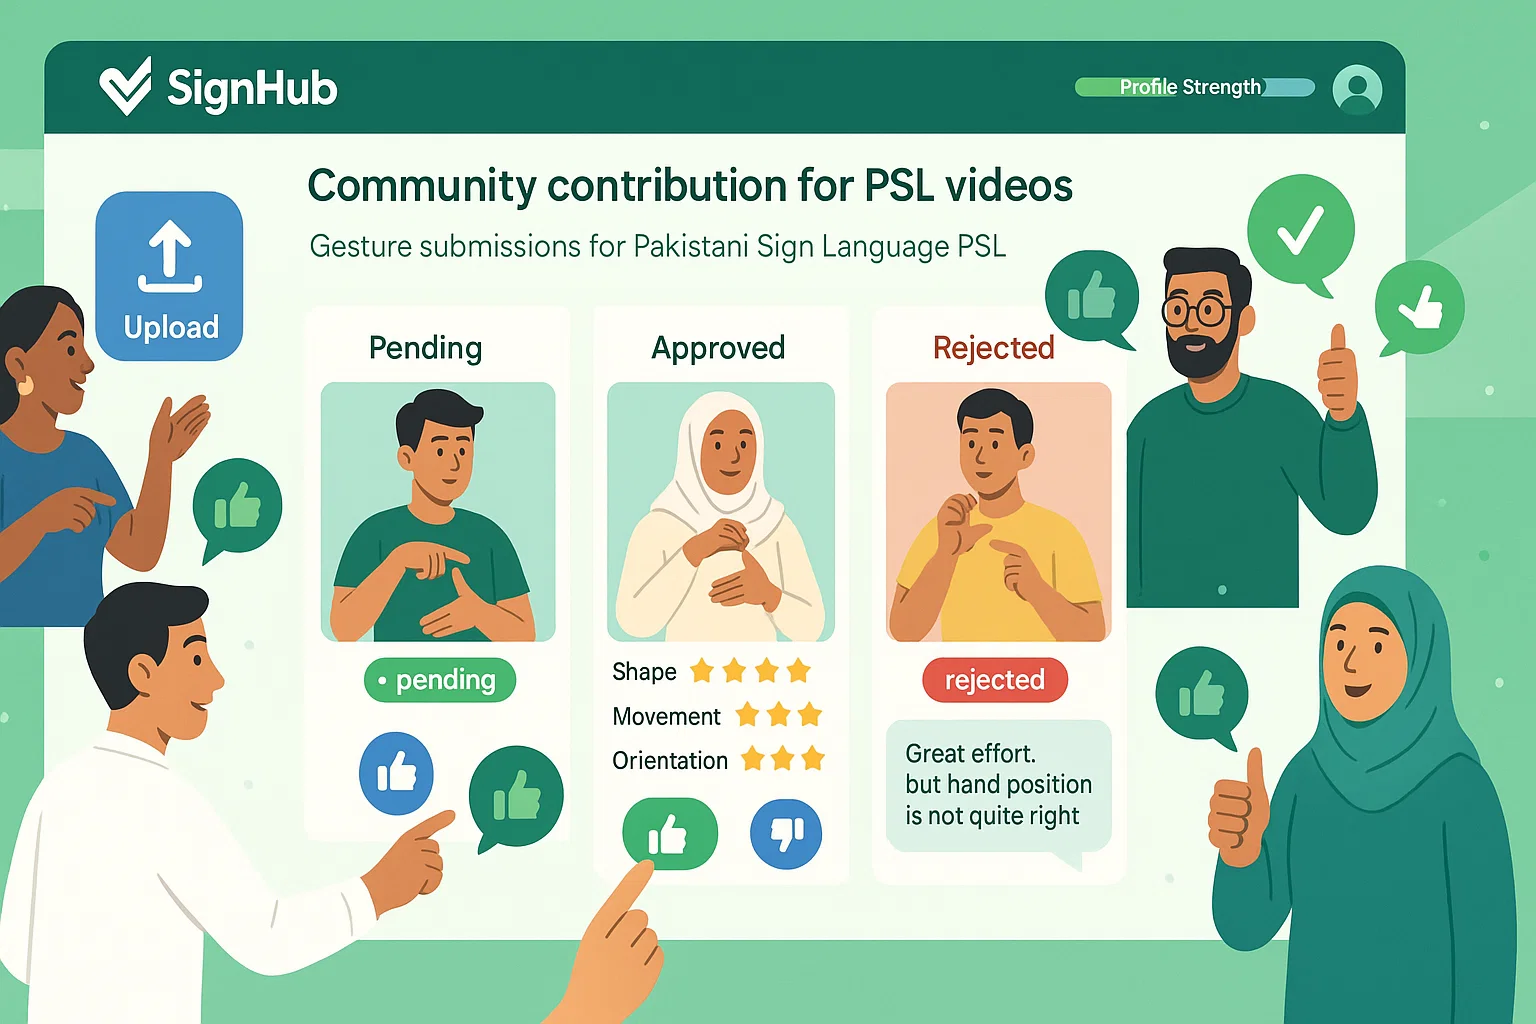 SignHub
Profile Strength
Community contribution for PSL videos
Gesture submissions for Pakistani Sign Language PSL
Upload
Pending
Approved
Rejected
• pending
Shape
Movement
Orientation
rejected
Great effort.
but hand position
is not quite right